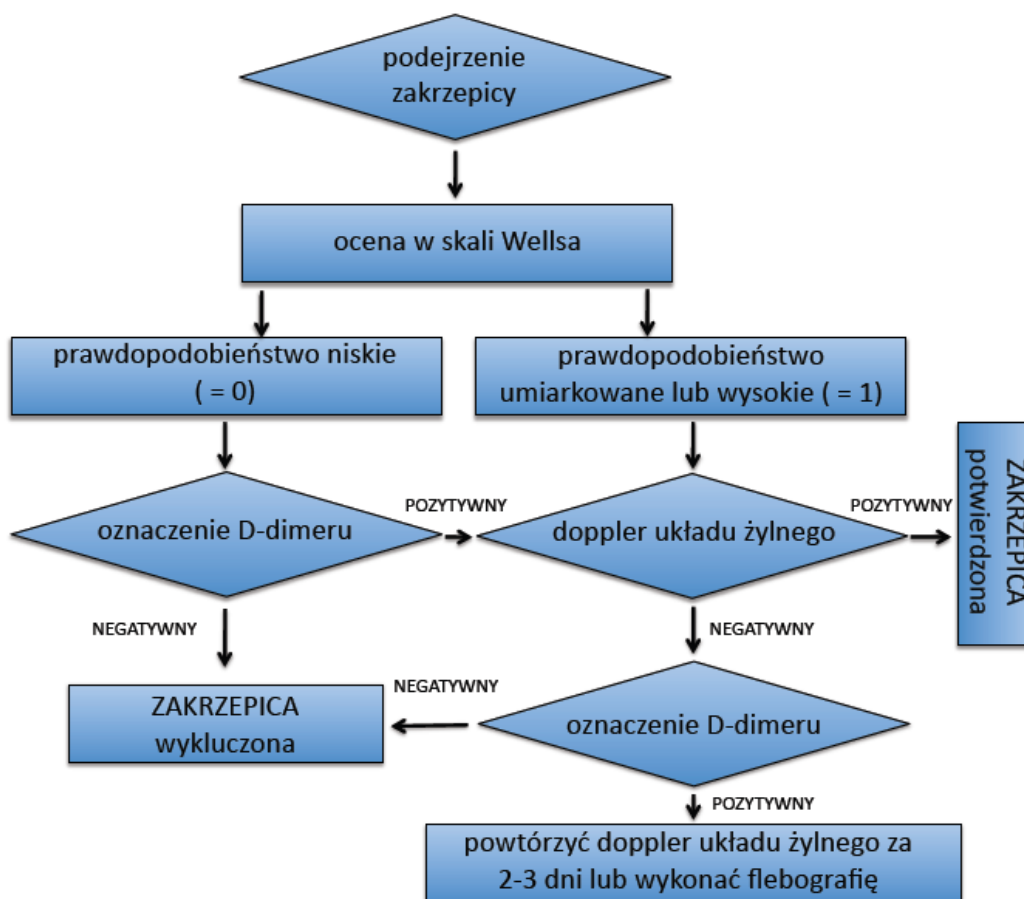 podejrzenie
zakrzepicy
ocena w skali Wellsa
prawdopodobieństwo niskie
( = 0)
prawdopodobieństwo
umiarkowane lub wysokie ( = 1)
oznaczenie D-dimeru
POZYTYWNY
doppler układu żylnego
POZYTYWNY
ZAKRZEPICA
potwierdzona
NEGATYWNY
NEGATYWNY
ZAKRZEPICA
wykluczona
NEGATYWNY
oznaczenie D-dimeru
POZYTYWNY
powtórzyć doppler układu żylnego za
2-3 dni lub wykonać flebografię